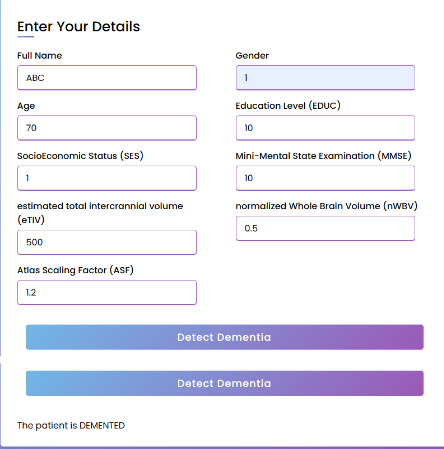 Enter Your Details
Full Name
Gender
ABC
1
Age
Education Level (EDUC)
70
10
SocioEconomic Status (SES)
Mini-Mental State Examination (MMSE)
1
10
estimated total intercrannial volume
(eTIV)
normalized Whole Brain Volume (nWBV)
500
0.5
Atlas Scaling Factor (ASF)
1.2
Detect Dementia
Detect Dementia
The patient is DEMENTED